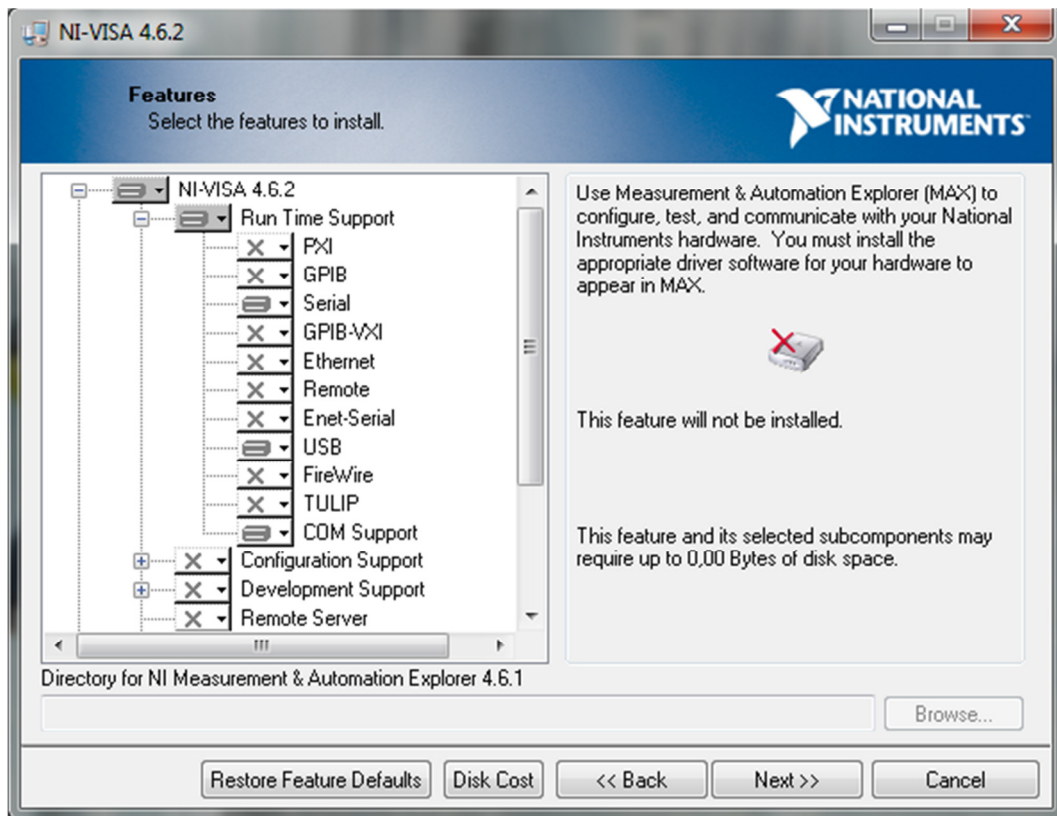 NI-VISA 4.6.2
Features
Select the features to install.
NATIONAL
INSTRUMENTS™
NI-VISA 4.6.2
Run Time Support
PXI
GPIB
Serial
GPIB-VXI
Ethernet
Remote
Enet-Serial
USB
FireWire
TULIP
COM Support
Configuration Support
Development Support
Remote Server
Use Measurement & Automation Explorer (MAX) to
configure, test, and communicate with your National
Instruments hardware.  You must install the
appropriate driver software for your hardware to
appear in MAX.
This feature will not be installed.
This feature and its selected subcomponents may
require up to 0,00 Bytes of disk space.
Directory for NI Measurement & Automation Explorer 4.6.1
Browse...
Restore Feature Defaults
Disk Cost
<< Back
Next >>
Cancel